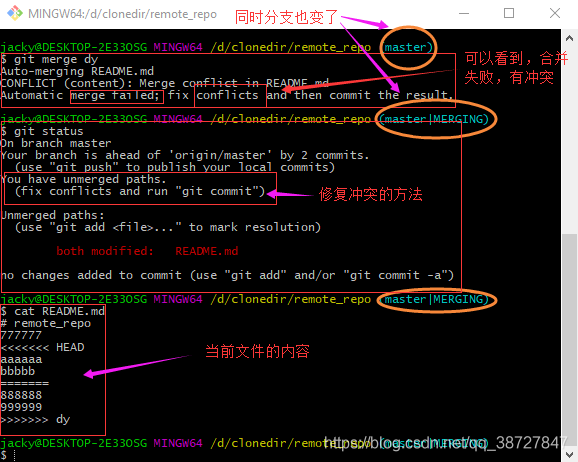 MINGW64:/d/clonedir/remote_repo
同时分支也变了
jacky@DESKTOP-2E33OSG MINGW64 /d/clonedir/remote_repo (master)
$ git merge dy
Auto-merging README.md
CONFLICT (content): Merge conflict in README.md
Automatic merge failed; fix conflicts and then commit the result.
可以看到，合并
失败，有冲突
jacky@DESKTOP-2E33OSG MINGW64 /d/clonedir/remote_repo (master|MERGING)
$ git status
On branch master
Your branch is ahead of 'origin/master' by 2 commits.
  (use "git push" to publish your local commits)
You have unmerged paths.
  (fix conflicts and run "git commit")
修复冲突的方法
Unmerged paths:
  (use "git add <file>..." to mark resolution)
both modified:   README.md
no changes added to commit (use "git add" and/or "git commit -a")
jacky@DESKTOP-2E33OSG MINGW64 /d/clonedir/remote_repo (master|MERGING)
$ cat README.md
# remote_repo
777777
<<<<<<< HEAD
aaaaaa
bbbbb
=======
888888
999999
>>>>>>> dy
当前文件的内容
jacky@DESKTOP-2E33OSG MINGW64 /d/clonedir/remote_repo (master|MERGING)
$
https://blog.csdn.net/qq_38727847